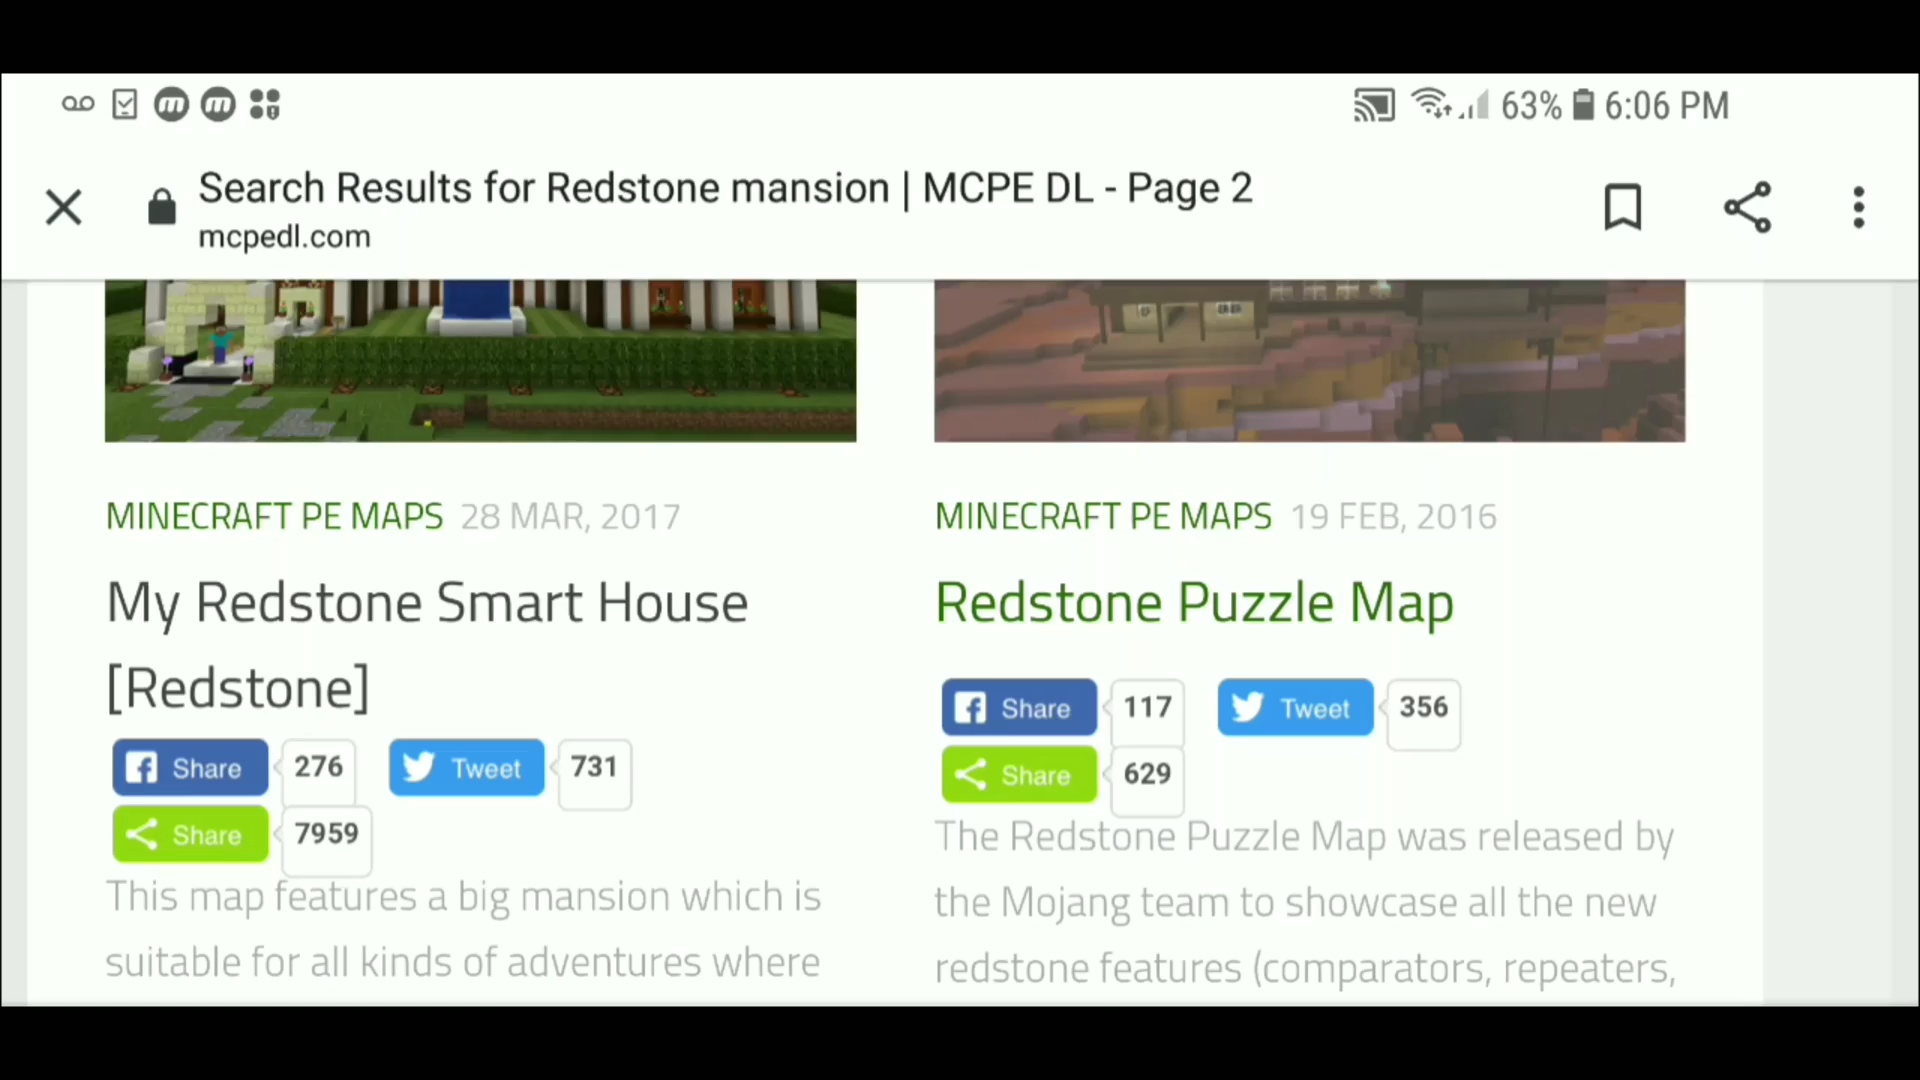 63% 6:06 PM
Search Results for Redstone mansion | MCPE DL - Page 2
mcpedl.com
MINECRAFT PE MAPS 28 MAR, 2017
My Redstone Smart House
[Redstone]
Share 276 Tweet 731
Share 7959
This map features a big mansion which is
suitable for all kinds of adventures where
MINECRAFT PE MAPS 19 FEB, 2016
Redstone Puzzle Map
Share 117 Tweet 356
Share 629
The Redstone Puzzle Map was released by
the Mojang team to showcase all the new
redstone features (comparators, repeaters,